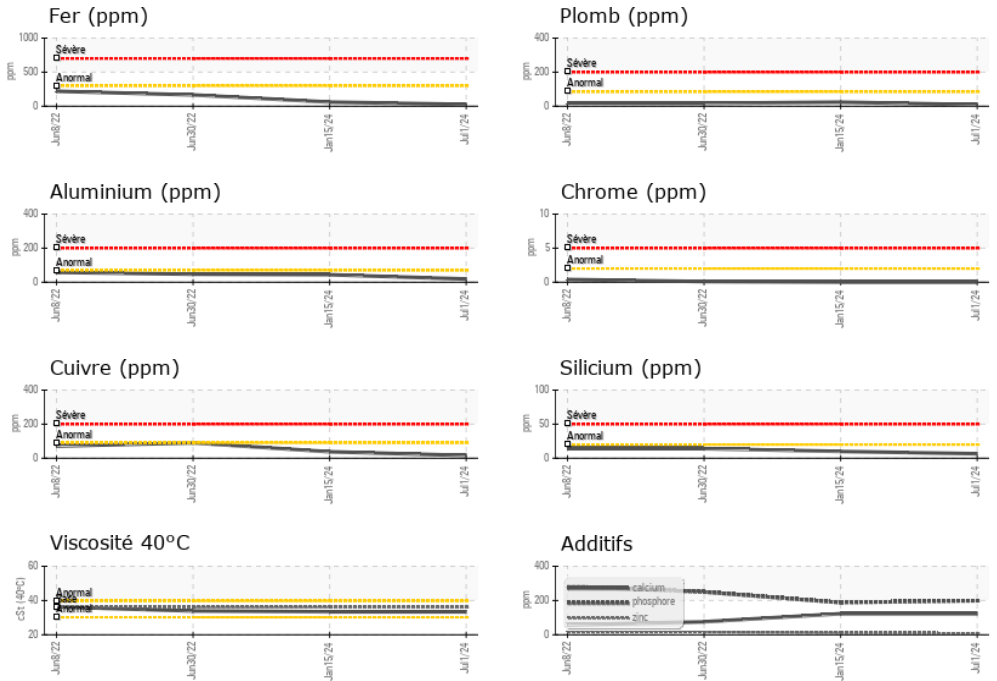 Fer (ppm)
1000
500
0
ppm
Sévère
Anormal
Jun8/22
Jun30/22
Jan15/24
Jul1/24
Plomb (ppm)
400
200
0
ppm
Sévère
Anormal
Jun8/22
Jun30/22
Jan15/24
Jul1/24
Aluminium (ppm)
400
200
0
ppm
Sévère
Anormal
Jun8/22
Jun30/22
Jan15/24
Jul1/24
Chrome (ppm)
10
5
0
ppm
Sévère
Anormal
Jun8/22
Jun30/22
Jan15/24
Jul1/24
Cuivre (ppm)
400
200
0
ppm
Sévère
Anormal
Jun8/22
Jun30/22
Jan15/24
Jul1/24
Silicium (ppm)
100
50
0
ppm
Sévère
Anormal
Jun8/22
Jun30/22
Jan15/24
Jul1/24
Viscosité 40°C
60
40
20
cSt (40°C)
Anormal
Base
Anormal
Jun8/22
Jun30/22
Jan15/24
Jul1/24
Additifs
400
200
0
ppm
calcium
phosphore
zinc
Jun8/22
Jun30/22
Jan15/24
Jul1/24